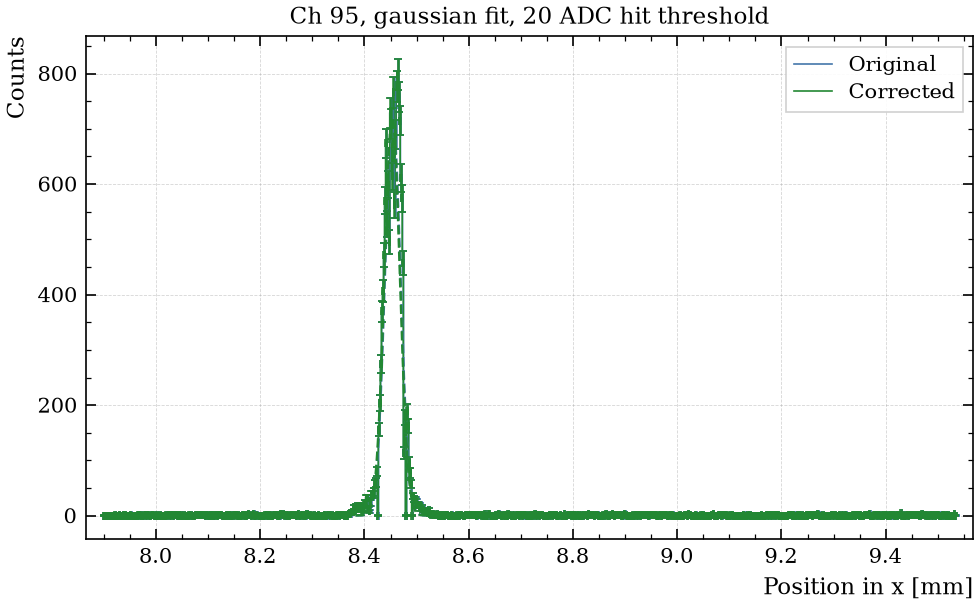 Ch 95, gaussian fit, 20 ADC hit threshold
Counts
Original
Corrected
800
600
400
200
0
8.0 8.2 8.4 8.6 8.8 9.0 9.2 9.4
Position in x [mm]